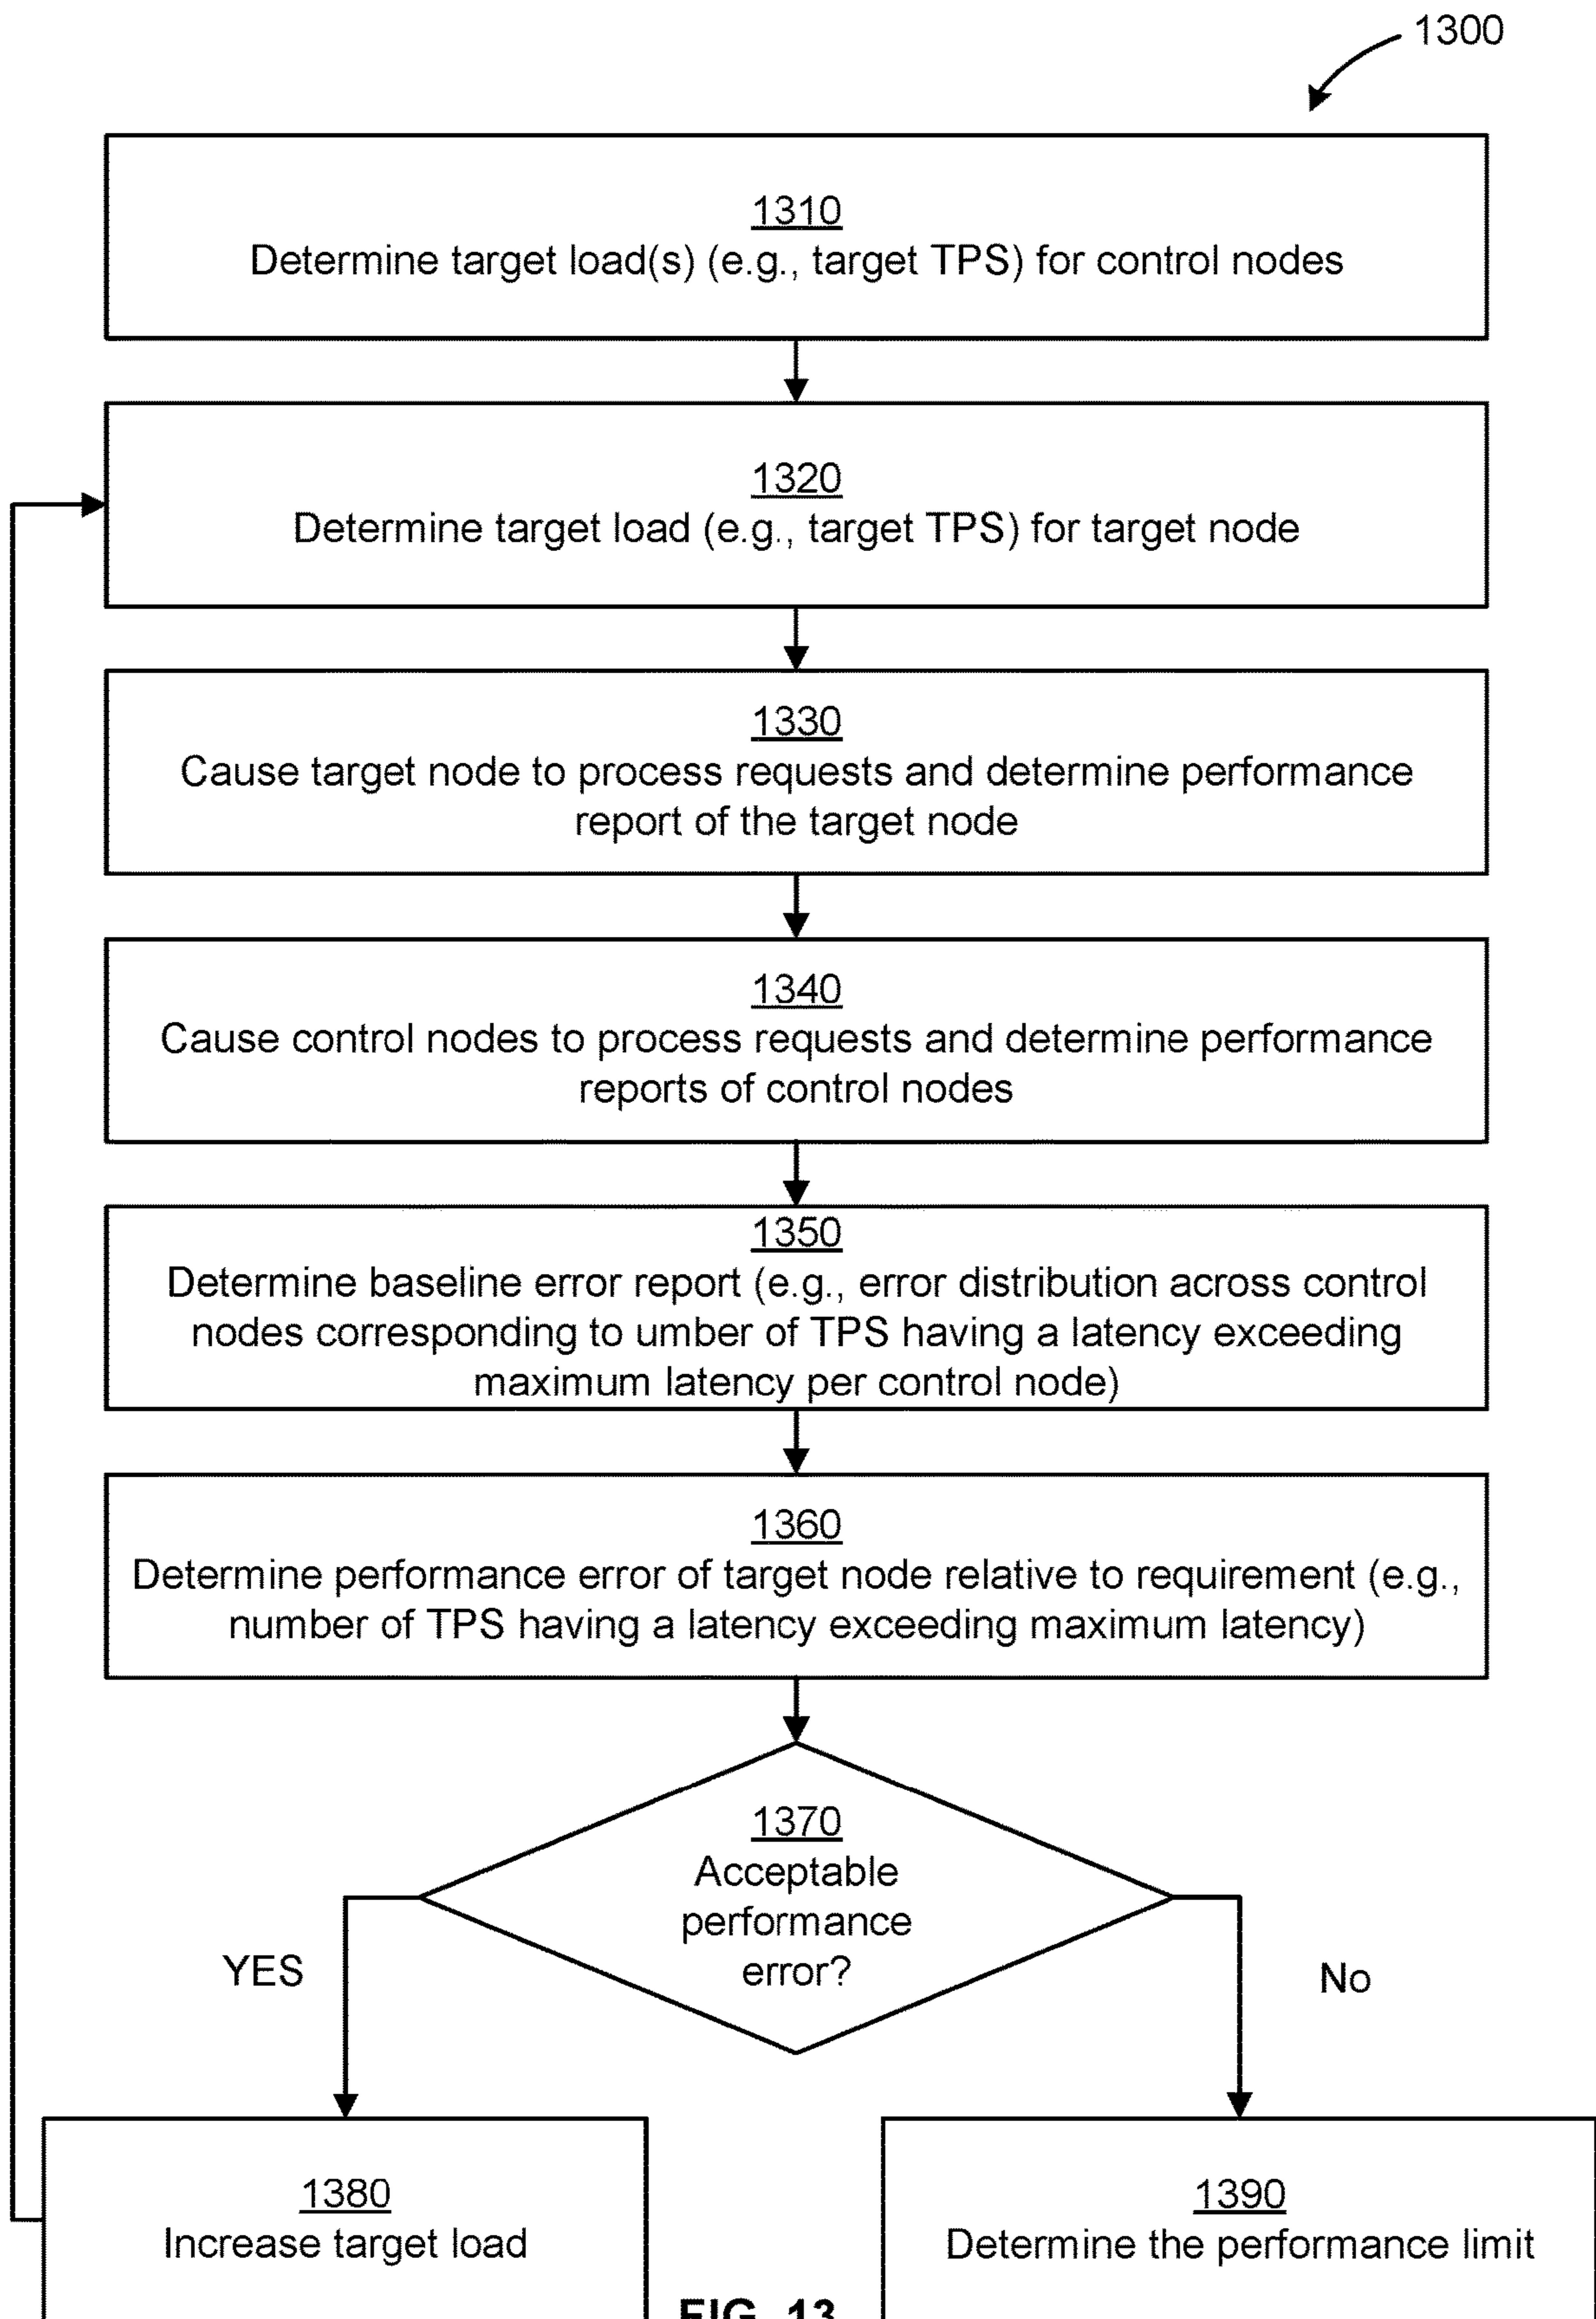 1300
1310
Determine target load(s) (e.g., target TPS) for control nodes
1320
Determine target load (e.g., target TPS) for target node
1330
Cause target node to process requests and determine performance
report of the target node
1340
Cause control nodes to process requests and determine performance
reports of control nodes
1350
Determine baseline error report (e.g., error distribution across control
nodes corresponding to umber of TPS having a latency exceeding
maximum latency per control node)
1360
Determine performance error of target node relative to requirement (e.g.,
number of TPS having a latency exceeding maximum latency)
1370
Acceptable
performance
error?
YES
No
1380
Increase target load
1390
Determine the performance limit
FIG. 13